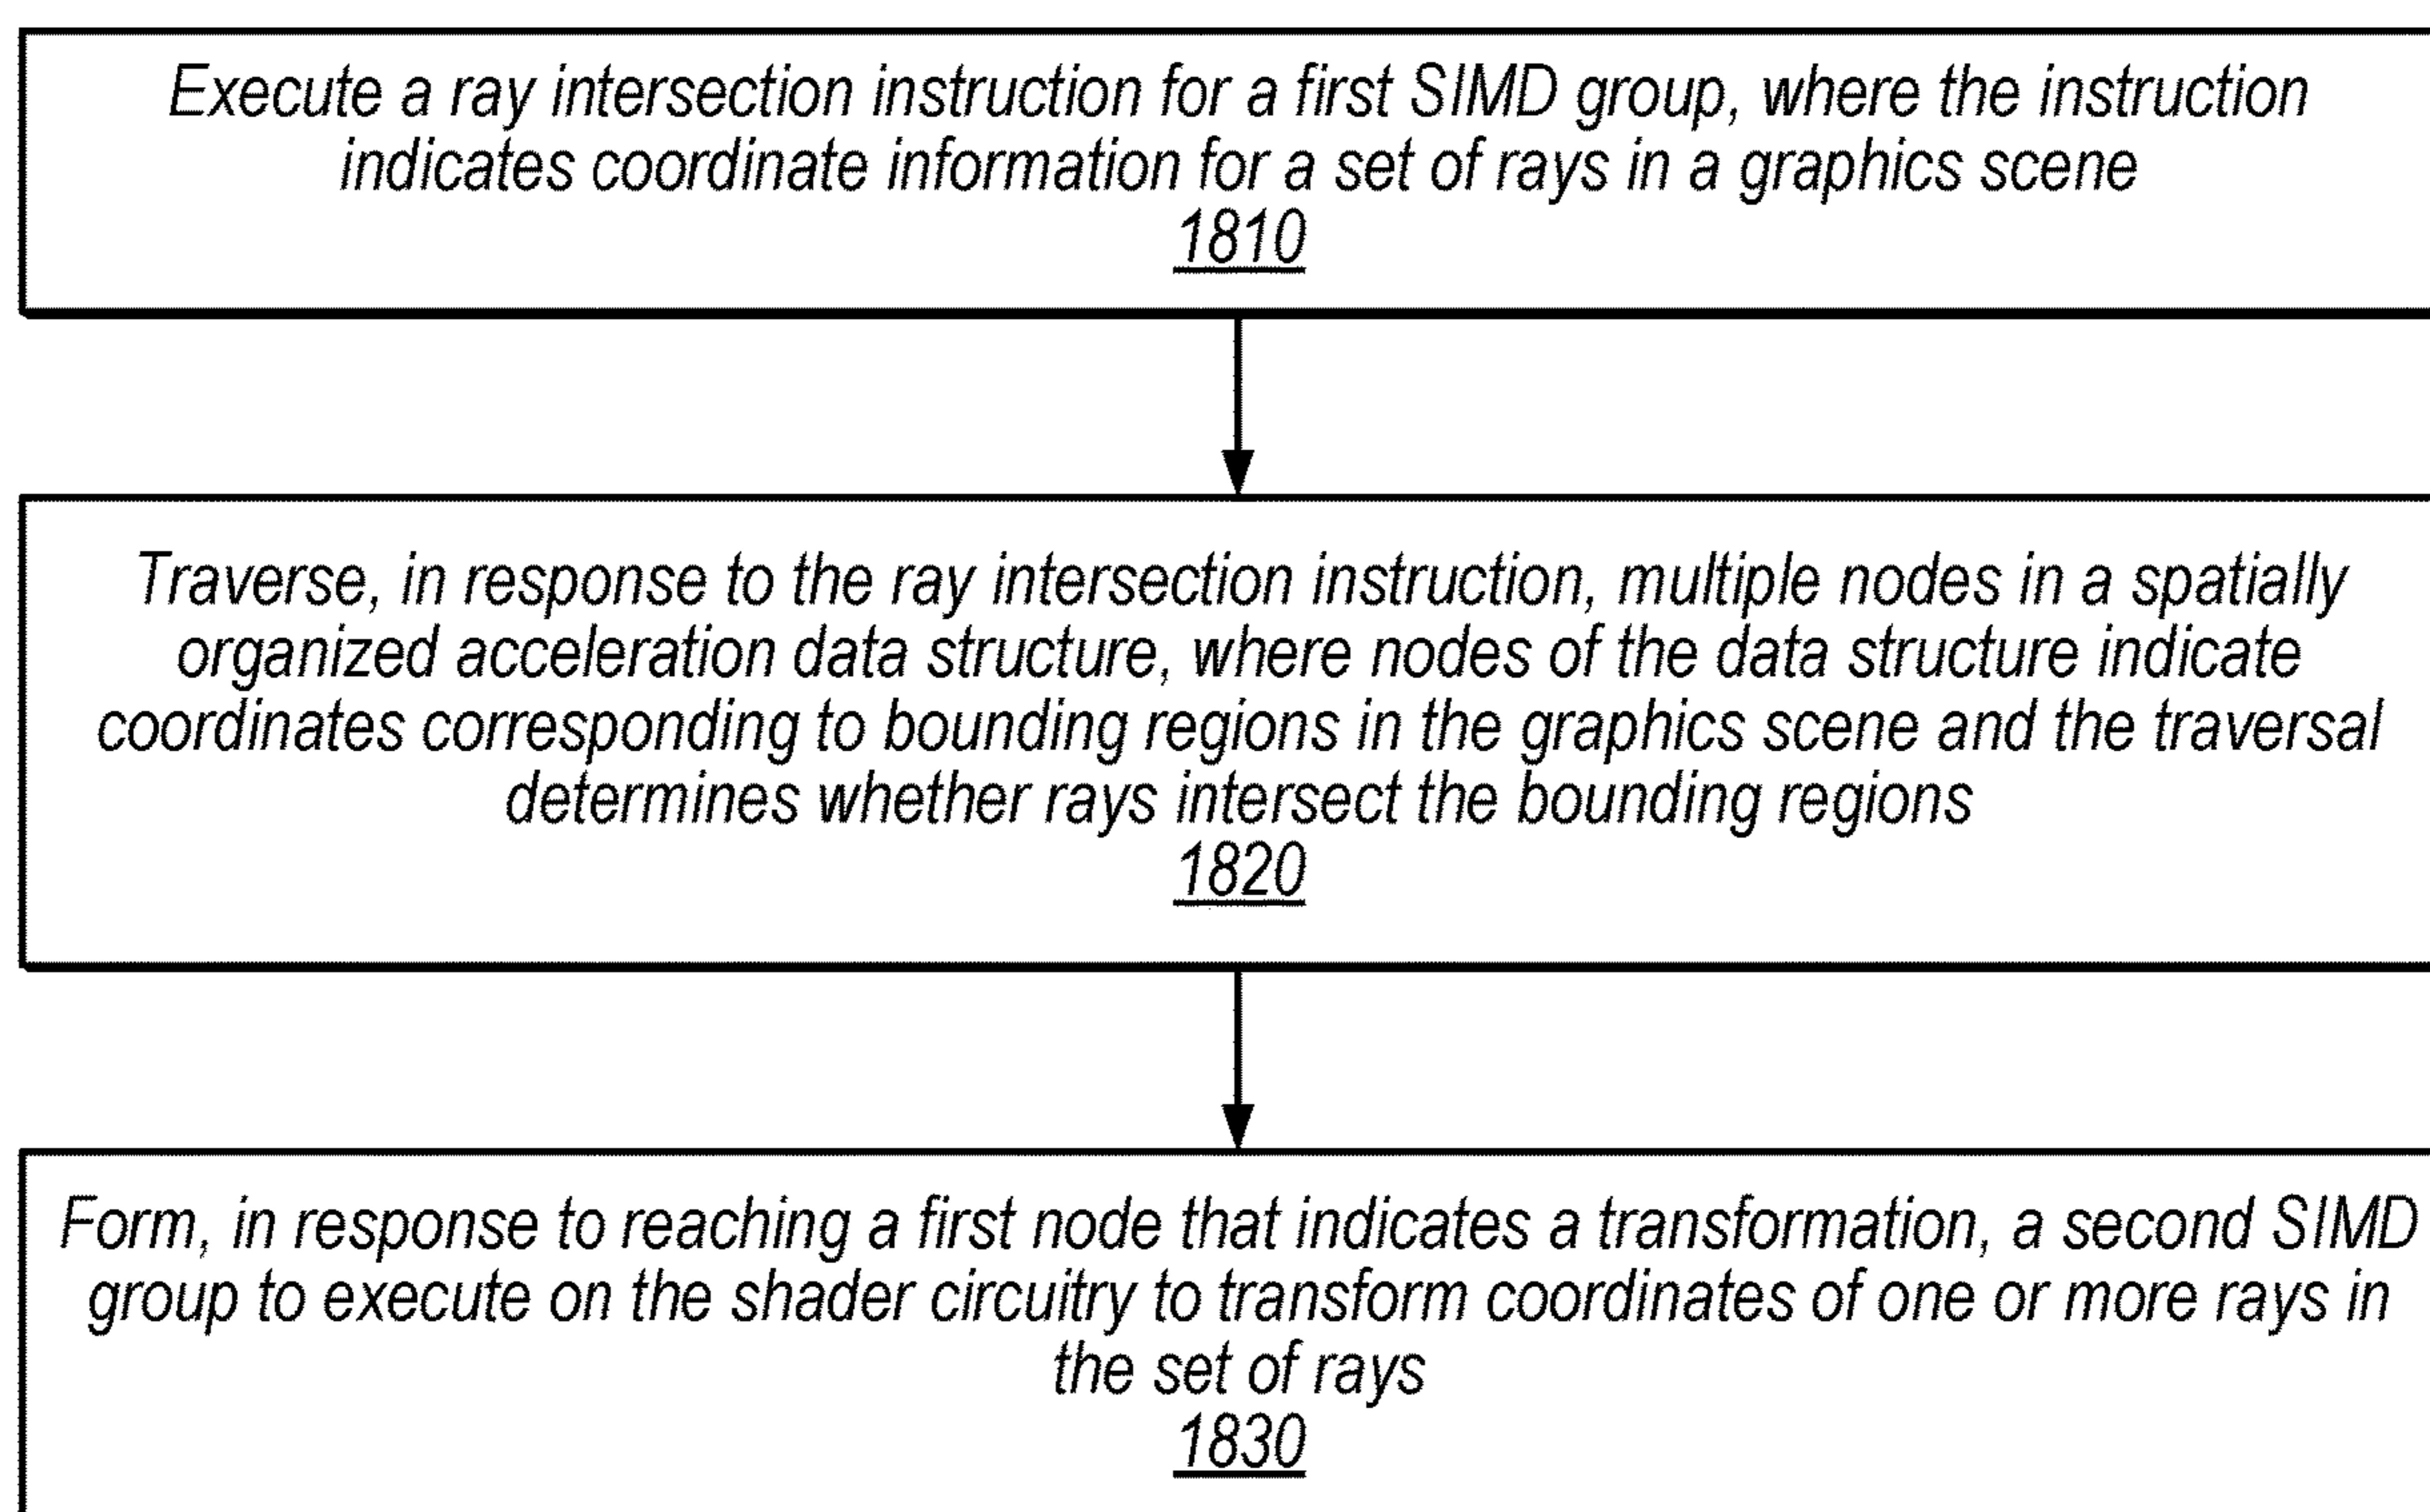 Execute a ray intersection instruction for a first SIMD group, where the instruction
indicates coordinate information for a set of rays in a graphics scene
1810
Traverse, in response to the ray intersection instruction, multiple nodes in a spatially
organized acceleration data structure, where nodes of the data structure indicate
coordinates corresponding to bounding regions in the graphics scene and the traversal
determines whether rays intersect the bounding regions
1820
Form, in response to reaching a first node that indicates a transformation, a second SIMD
group to execute on the shader circuitry to transform coordinates of one or more rays in
the set of rays
1830